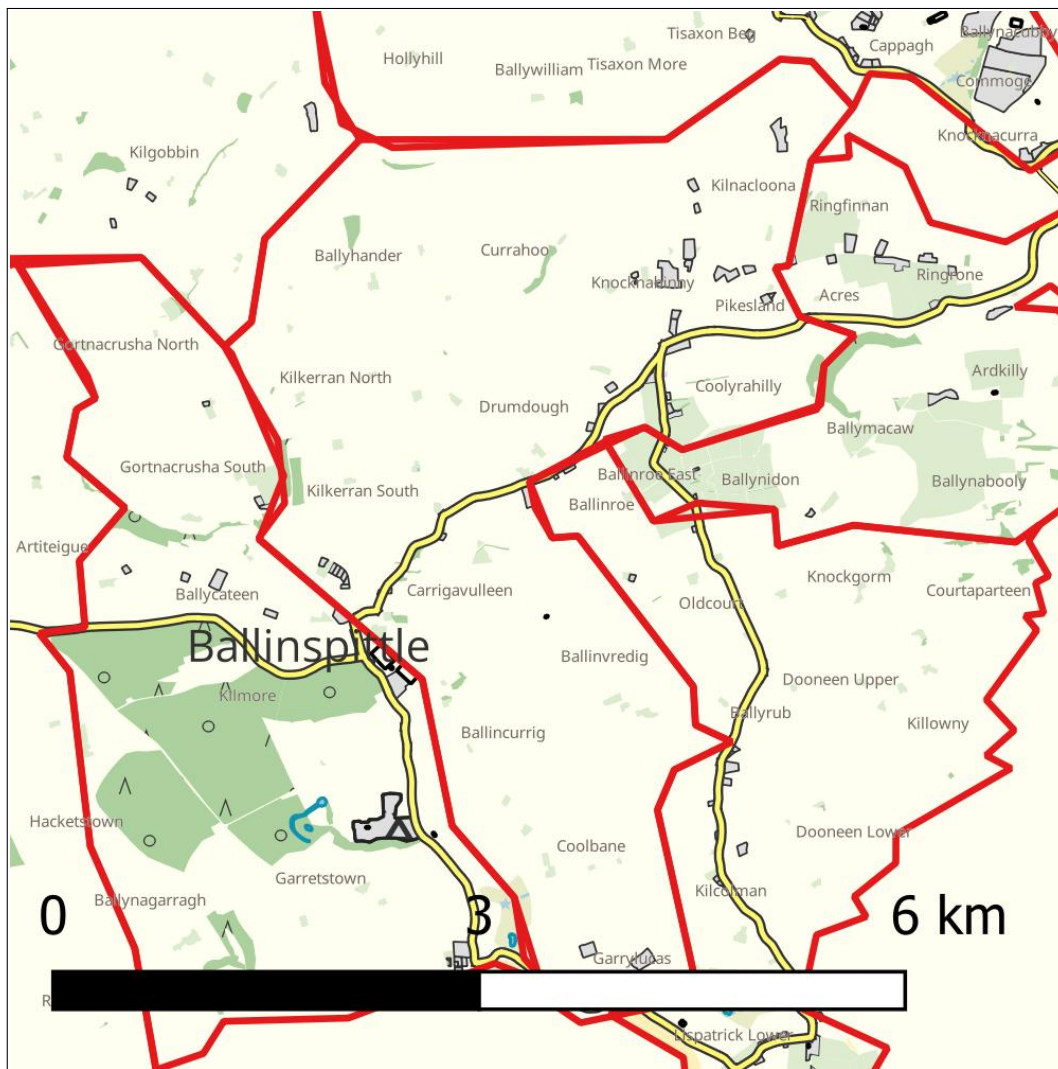 Tisaxon Beg
Ballynacubby
Cappagh
Hollyhill
Ballywilliam
Tisaxon More
Commoge
Knocknacurra
Kilgobbin
Kilnacloona
Ringfinnan
Ballyhander
Currahoo
Knocknabinny
Ringrone
Pikesland
Acres
Gortnacrusha North
Kilkerran North
Coolyrahilly
Ardkilly
Drumdough
Ballymacaw
Gortnacrusha South
Ballinroe East
Ballynidon
Ballynabooly
Kilkerran South
Ballinroe
Artiteigue
Knockgorm
Ballycateen
Carrigavulleen
Oldcourt
Courtaparteen
Ballinspittle
Ballinvredig
Dooneen Upper
Kilmore
Ballyrub
Killowny
Ballincurrig
Hacketstown
Dooneen Lower
Coolbane
Garretstown
Kilcolman
Ballynagarragh
0 3 6 km
Garrylucas
R
Lispatrick Lower